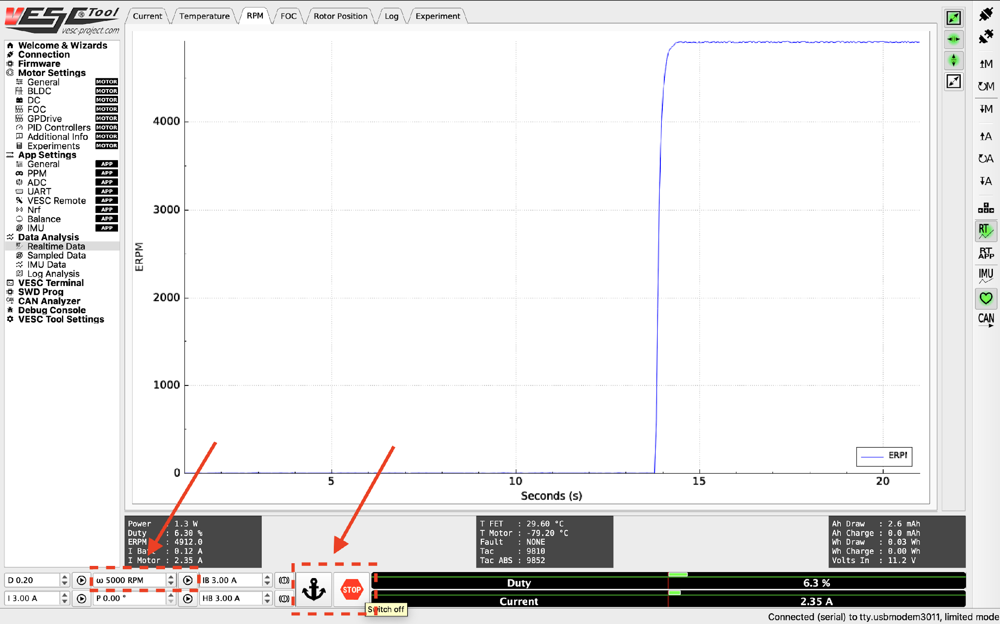 VESC® Tool
vesc-project.com
Current Temperature RPM FOC Rotor Position Log Experiment
Welcome & Wizards
Connection
Firmware
Motor Settings
General MOTOR
BLDC MOTOR
DC MOTOR
FOC MOTOR
GPDrive MOTOR
PID Controllers MOTOR
Additional Info MOTOR
Experiments MOTOR
App Settings
General APP
PPM APP
ADC APP
UART APP
VESC Remote APP
Nrf APP
Balance APP
IMU APP
Data Analysis
RT Realtime Data
Sampled Data
IMU Data
Log Analysis
VESC Terminal
SWD Prog
CAN CAN Analyzer
Debug Console
VESC Tool Settings
ERPM
4000
3000
2000
1000
0
5 10 15 20
Seconds (s)
ERPI
M
M
M
A
A
A
RT
RT
APP
IMU
CAN
Power : 1.3 W
Duty : 6.30 %
ERPM : 4912.0
I Batt : 0.12 A
I Motor : 2.35 A
T FET : 29.60 °C
T Motor : -79.20 °C
Fault : NONE
Tac : 9810
Tac ABS : 9852
Ah Draw : 2.6 mAh
Ah Charge : 0.0 mAh
Wh Draw : 0.03 Wh
Wh Charge : 0.00 Wh
Volts In : 11.2 V
D 0.20 ω 5000 RPM IB 3.00 A
I 3.00 A P 0.00 ° HB 3.00 A
STOP
Duty 6.3 %
Current 2.35 A
Switch off
Connected (serial) to tty.usbmodem3011, limited mode